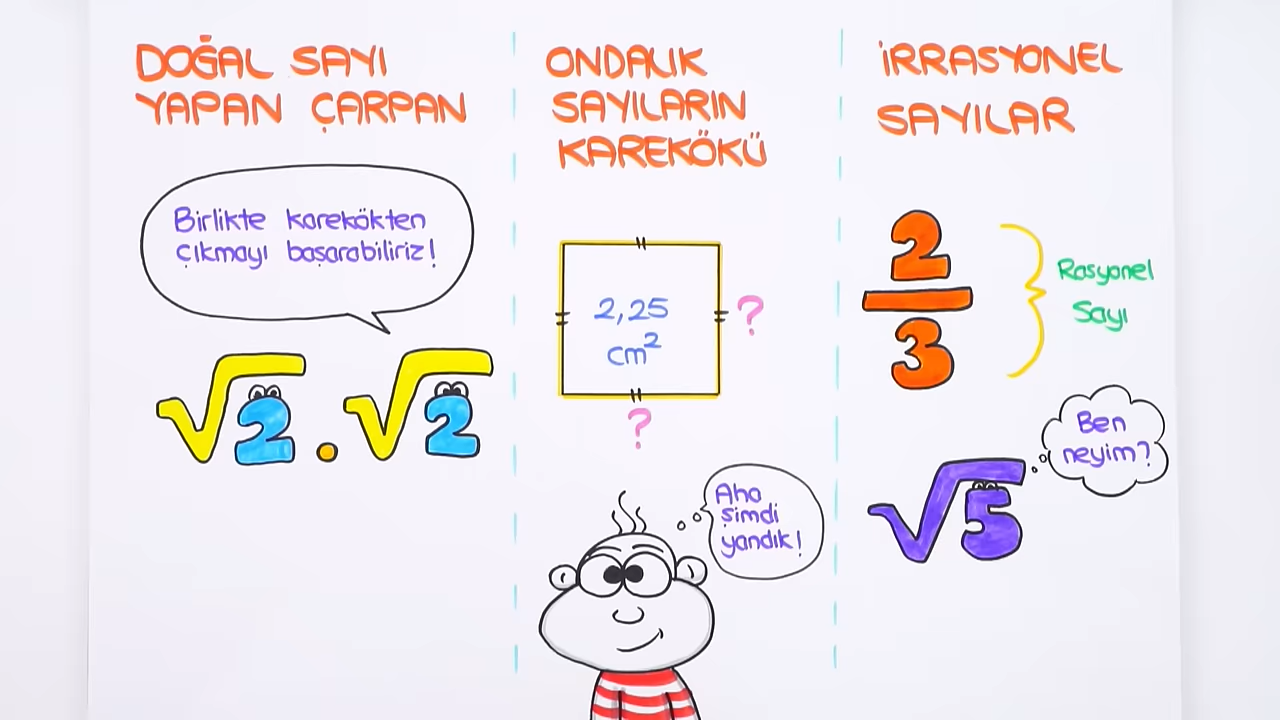 DOĞAL SAYI
YAPAN ÇARPAN
Birlikte karekökten
çıkmayı başarabiliriz!
√2 . √2
ONDALIK
SAYILARIN
KAREKÖKÜ
2,25
cm²
?
?
Aha
şimdi
yandık!
İRRASYONEL
SAYILAR
2
3
Rasyonel
Sayı
Ben
neyim?
√5